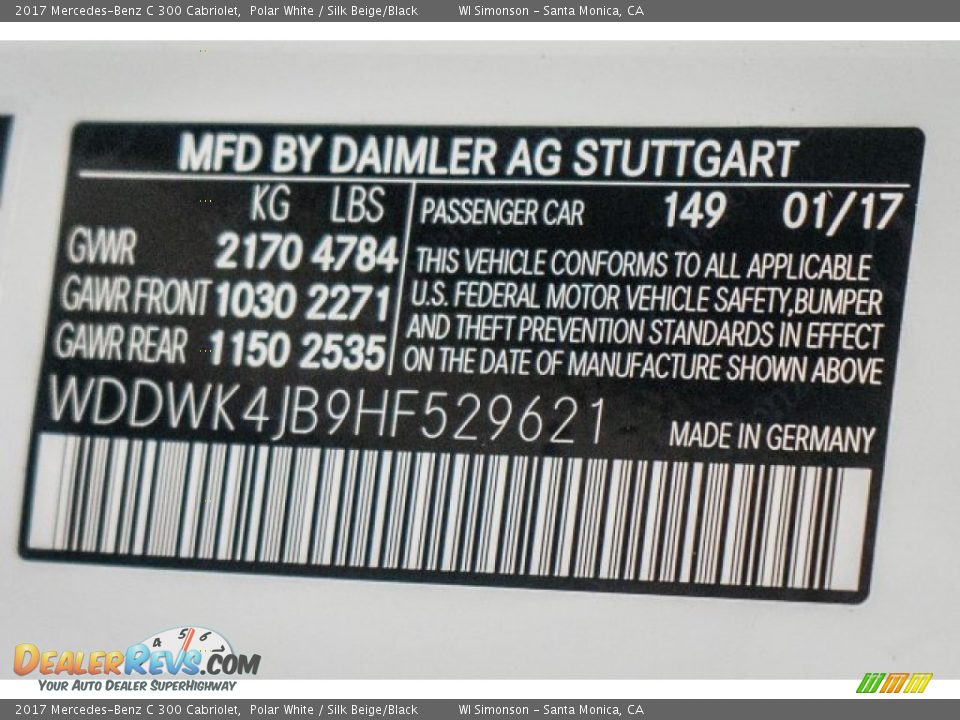 2017 Mercedes-Benz C 300 Cabriolet, Polar White / Silk Beige/Black WI Simonson - Santa Monica, CA
MFD BY DAIMLER AG STUTTGART
KG LBS
GVWR 2170 4784
GAWR FRONT 1030 2271
GAWR REAR 1150 2535
PASSENGER CAR 149 01/17
THIS VEHICLE CONFORMS TO ALL APPLICABLE
U.S. FEDERAL MOTOR VEHICLE SAFETY,BUMPER
AND THEFT PREVENTION STANDARDS IN EFFECT
ON THE DATE OF MANUFACTURE SHOWN ABOVE
WDDWK4JB9HF529621
MADE IN GERMANY
4 5 6 7
DEALERREVS.COM
YOUR AUTO DEALER SUPERHIGHWAY
2017 Mercedes-Benz C 300 Cabriolet, Polar White / Silk Beige/Black WI Simonson - Santa Monica, CA